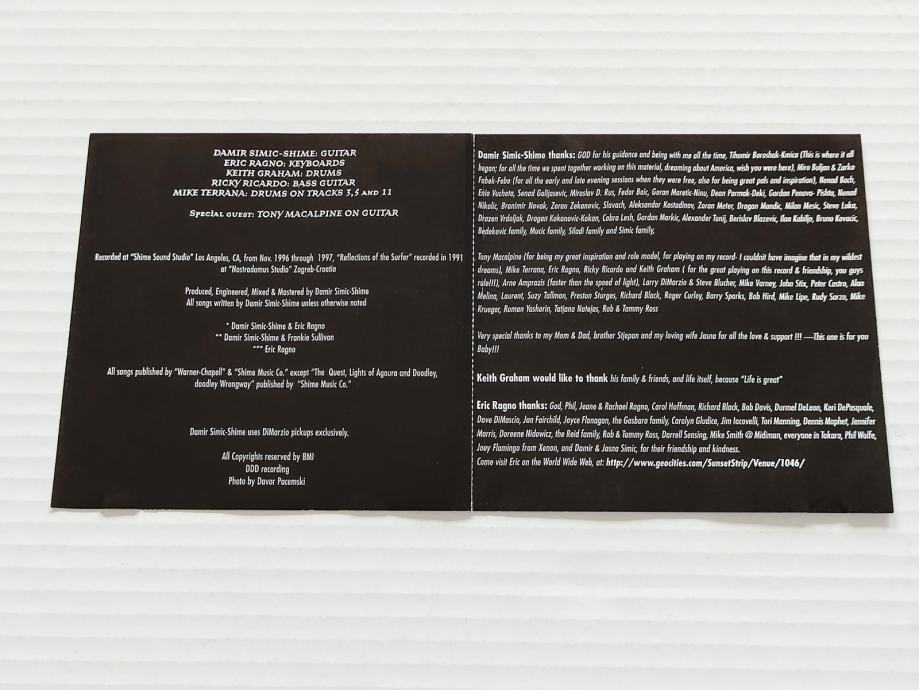 DAMIR SIMIC-SHIME: GUITAR
ERIC RAGNO: KEYBOARDS
KEITH GRAHAM: DRUMS
RICKY RICARDO: BASS GUITAR
MIKE TERRANA: DRUMS ON TRACKS 3,5 AND 11
SPECIAL GUEST: TONY MACALPINE ON GUITAR
Recorded at "Shime Sound Studio" Los Angeles, CA, from Nov. 1996 through 1997, "Reflections of the Surfer" recorded in 1991
at "Nostradamus Studio" Zagreb-Croatia
Produced, Engineered, Mixed & Mastered by Damir Simic-Shime
All songs written by Damir Simic-Shime unless otherwise noted
* Damir Simic-Shime & Eric Ragno
** Damir Simic-Shime & Frankie Sullivan
*** Eric Ragno
All songs published by "Warner-Chapell" & "Shime Music Co." except "The Quest, Lights of Agoura and Doodley,
doodley Wrongway" published by "Shime Music Co."
Damir Simic-Shime uses DiMarzio pickups exclusively.
All Copyrights reserved by BMI
DDD recording
Photo by Davor Pacemski
Damir Simic-Shime thanks: GOD for his guidance and being with me all the time, Tihomir Boroshak-Kmica (This is where it all
began; for all the time we spent together working on this material, dreaming about America, wish you were here), Miro Buljan & Zarko
Fabek-Febo (for all the early and late evening sessions when they were free, also for being great pals and inspiration), Nenad Bach,
Enio Vucheta, Senad Galijasevic, Miroslav D. Rus, Fedor Boic, Goran Moretic-Ninu, Dean Parmak-Deki, Gordan Penava- Pishta, Nenad
Nikolic, Branimir Novak, Zoran Zekanovic, Slavach, Aleksandar Kostadinov, Zoran Meter, Dragan Mandic, Milan Mesic, Steve Luka,
Drazen Vrdoljak, Dragan Kokanovic-Kokan, Cobra Lesh, Gordan Markic, Alexander Tonij, Berislav Blazevic, Ilan Kabiljo, Bruno Kovacic,
Bedekovic family, Mucic family, Siladi family and Simic family,
Tony Macalpine (for being my great inspiration and role model, for playing on my record- I couldnit have imagine that in my wildest
dreams), Mike Terrana, Eric Ragno, Ricky Ricardo and Keith Graham ( for the great playing on this record & friendship, you guys
rule!!!), Arno Amprazis (faster than the speed of light), Larry DiMarzio & Steve Blucher, Mike Varney, John Stix, Peter Castro, Alan
Melina, Laurent, Suzy Tallman, Preston Sturges, Richard Black, Roger Curley, Barry Sparks, Bob Hird, Mike Lipe, Rudy Sarzo, Mike
Krueger, Roman Yashorin, Tatjana Natejas, Rob & Tammy Ross
Very special thanks to my Mom & Dad, brother Stjepan and my loving wife Jasna for all the love & support !!! —This one is for you
Baby!!!
Keith Graham would like to thank his family & friends, and life itself, because "Life is great"
Eric Ragno thanks: God, Phil, Jeane & Rachael Ragno, Carol Hoffman, Richard Black, Bob Davis, Durmel DeLeon, Keri DePasquale,
Dave DiMascio, Jan Fairchild, Joyce Flanagan, the Gasbaro family, Carolyn Gludice, Jim Iacovelli, Tori Manning, Dennis Maphet, Jennifer
Morris, Doreene Nidowicz, the Reid family, Rob & Tammy Ross, Darrell Sensing, Mike Smith @ Midiman, everyone in Takara, Phil Wolfe,
Joey Flamingo from Xenon, and Damir & Jasna Simic, for their friendship and kindness.
Come visit Eric on the World Wide Web, at: http://www.geocities.com/SunsetStrip/Venue/1046/